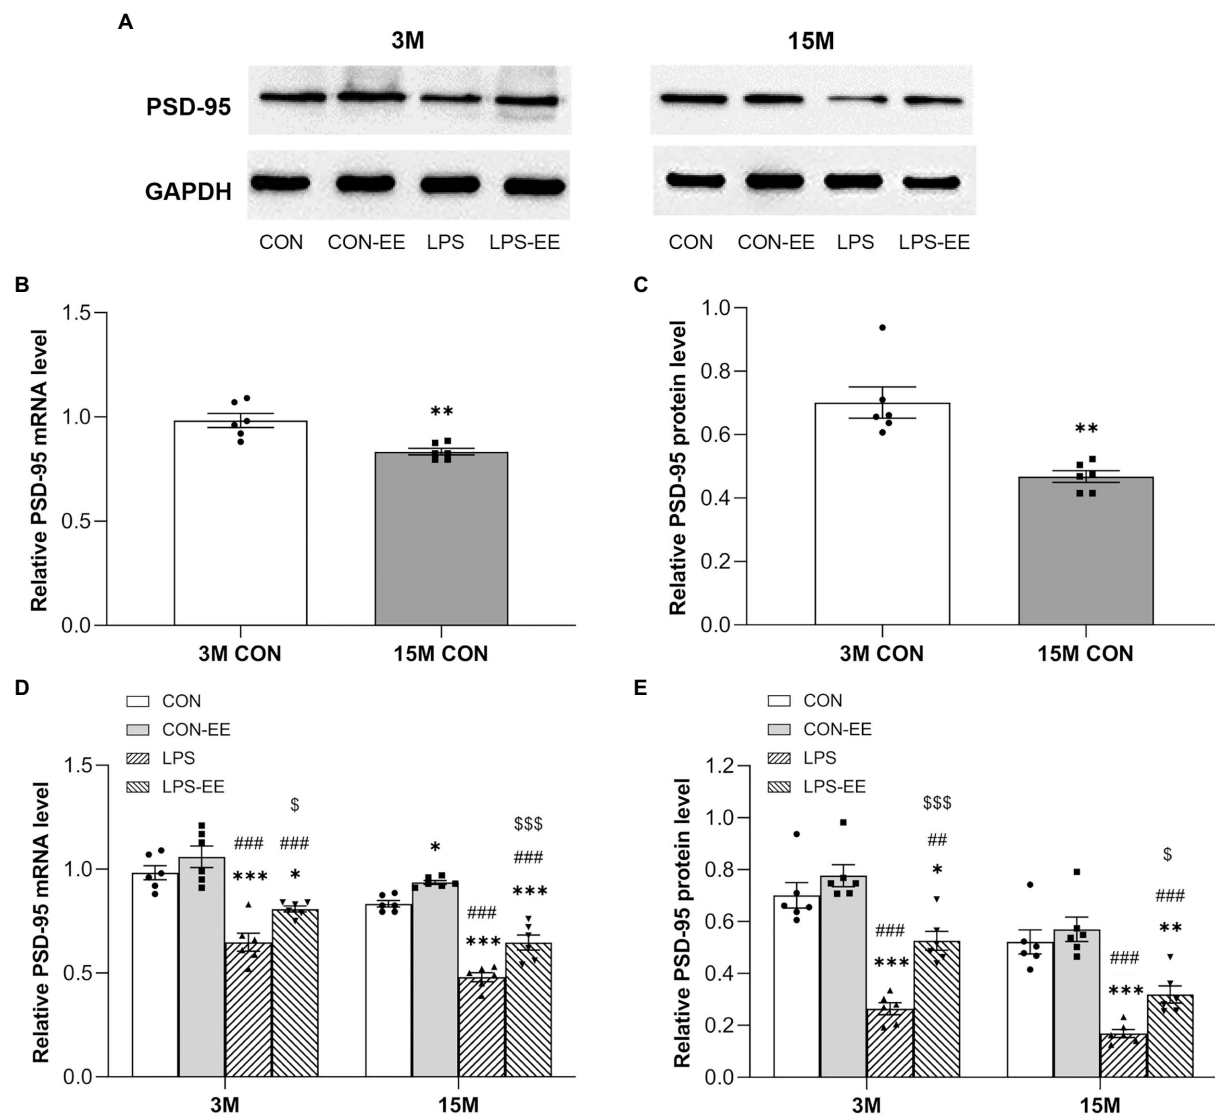 A
3M 15M
PSD-95
GAPDH
CON CON-EE LPS LPS-EE CON CON-EE LPS LPS-EE
B
Relative PSD-95 mRNA level
1.5
1.0
0.5
0.0
**
3M CON 15M CON
C
Relative PSD-95 protein level
1.0
0.8
0.6
0.4
0.2
0.0
**
3M CON 15M CON
D
CON
CON-EE
LPS
LPS-EE
Relative PSD-95 mRNA level
1.5
1.0
0.5
0.0
$
### ###
*** *
$$$
*
###
###
***
***
3M 15M
E
CON
CON-EE
LPS
LPS-EE
Relative PSD-95 protein level
1.2
1.0
0.8
0.6
0.4
0.2
0.0
$$$
##
*
###
***
$
###
**
###
***
3M 15M